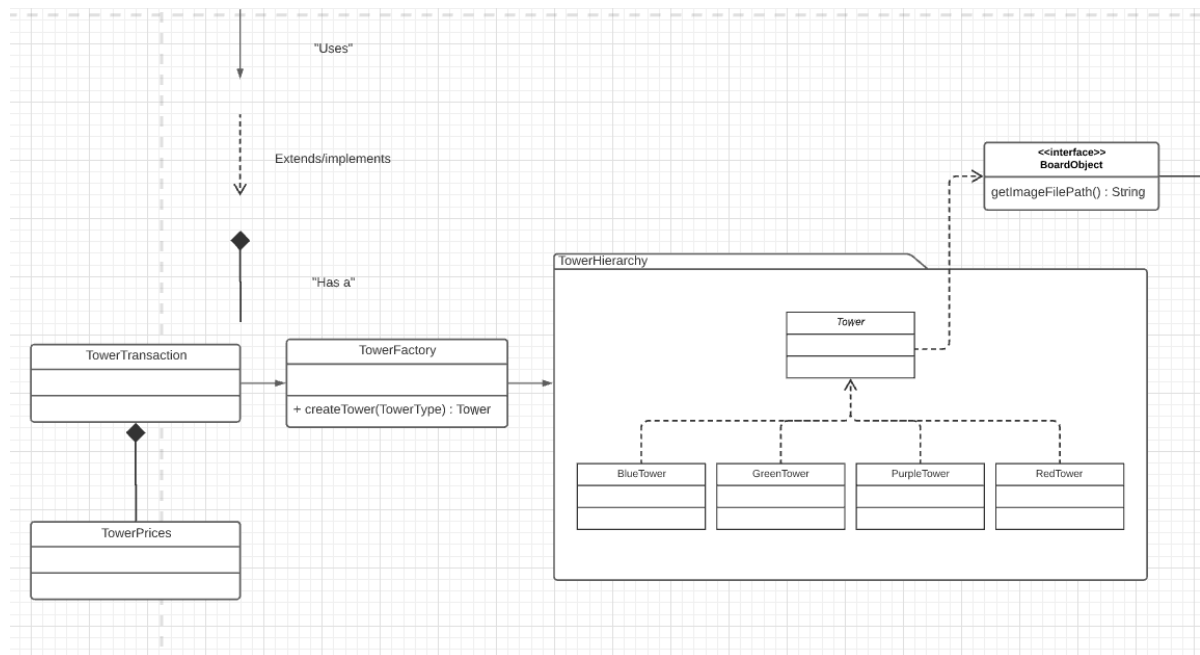 "Uses"
Extends/implements
"Has a"
<<interface>>
BoardObject
getImageFilePath() : String
TowerHierarchy
Tower
TowerTransaction
TowerFactory
+ createTower(TowerType) : Tower
BlueTower
GreenTower
PurpleTower
RedTower
TowerPrices